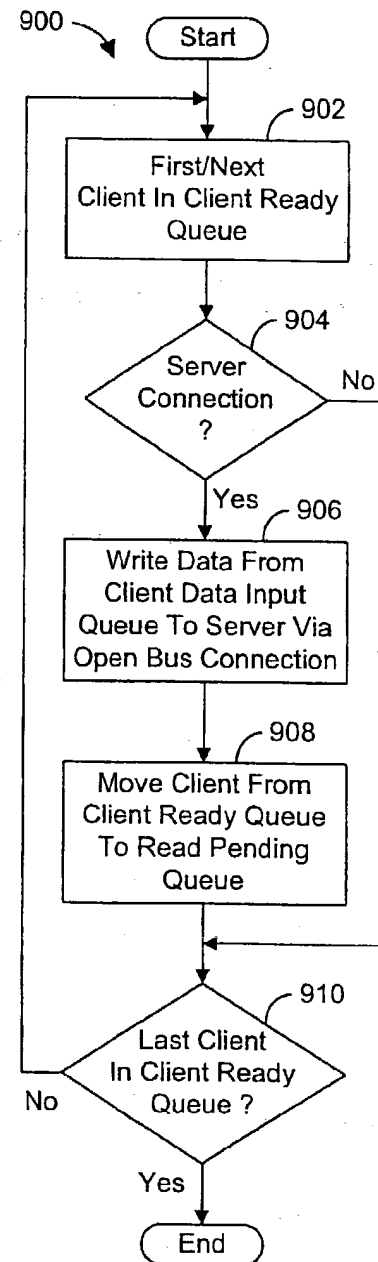 900
Start
902
First/Next
Client In Client Ready
Queue
904
Server
Connection
?
No
Yes
906
Write Data From
Client Data Input
Queue To Server Via
Open Bus Connection
908
Move Client From
Client Ready Queue
To Read Pending
Queue
910
Last Client
In Client Ready
Queue ?
No
Yes
End